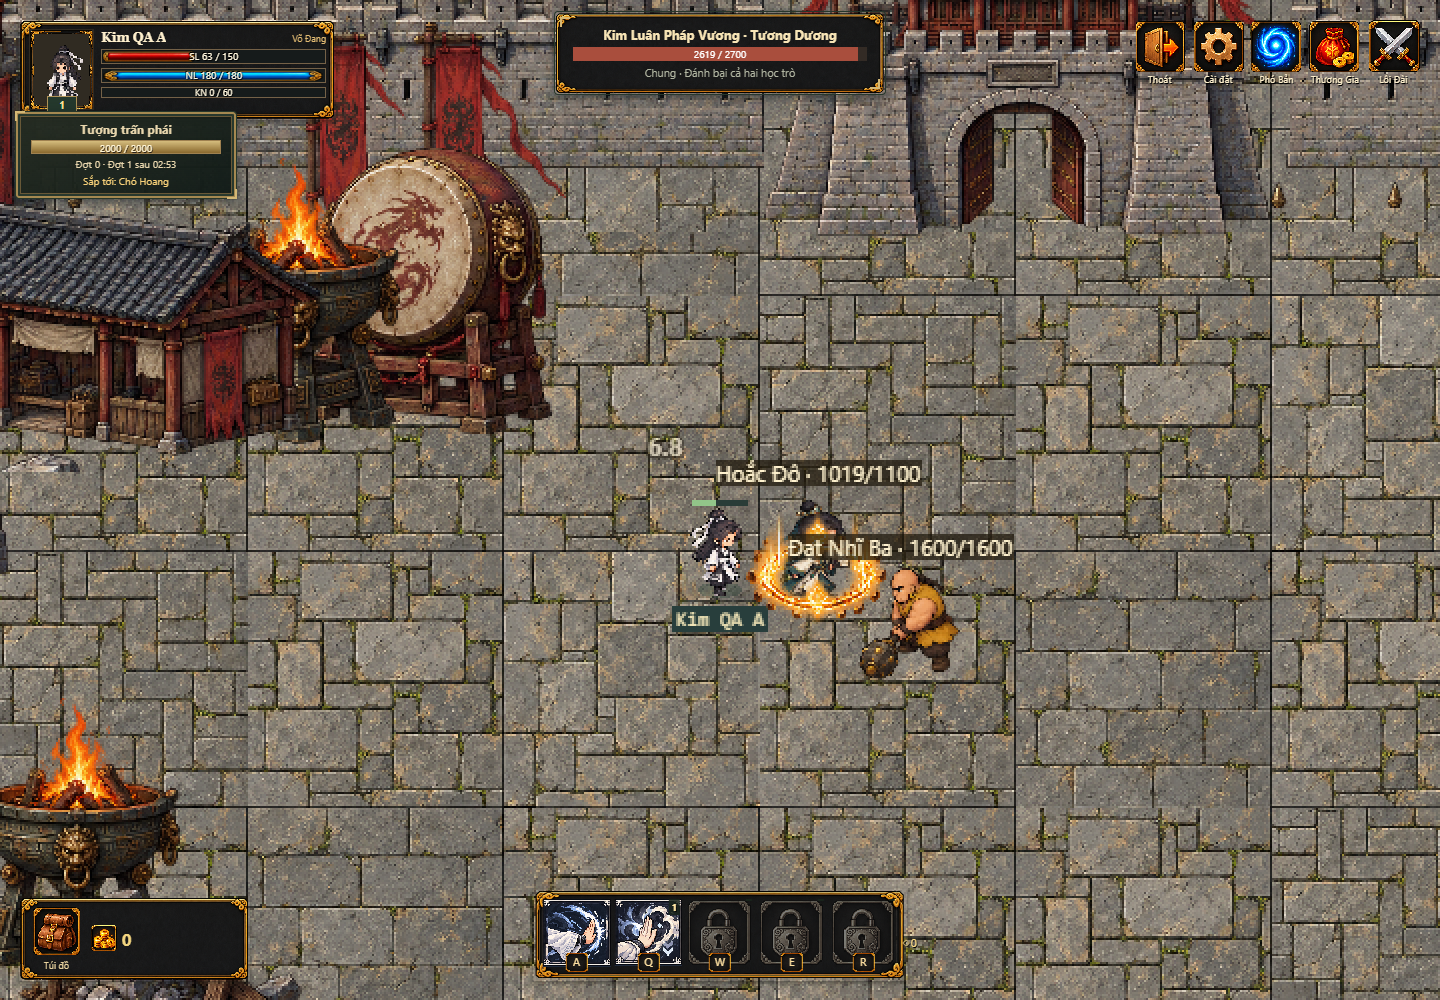 Kim QA A
Võ Đang
SL 63 / 150
NL 180 / 180
KN 0 / 60
1
Tượng trấn phái
2000 / 2000
Đợt 0 · Đợt 1 sau 02:53
Sắp tới: Chó Hoang
Kim Luân Pháp Vương - Tương Dương
2619 / 2700
Chung · Đánh bại cả hai học trò
Thoát
Cài đặt
Phó Bản
Thương Gia
Lôi Đài
6.8
Hoắc Đô · 1019/1100
Đạt Nhĩ Ba · 1600/1600
Kim QA A
0
Túi đồ
1
A
Q
W
E
R